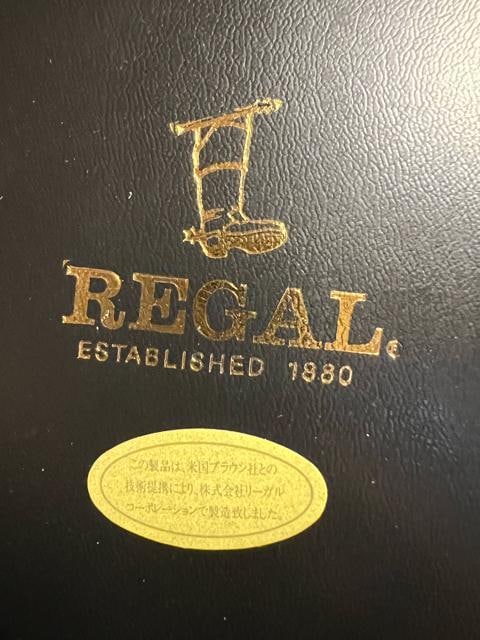 REGAL
ESTABLISHED 1880
この製品は、米国ブラウン社との
技術提携により、株式会社リーガル
コーポレーションで製造致しました。